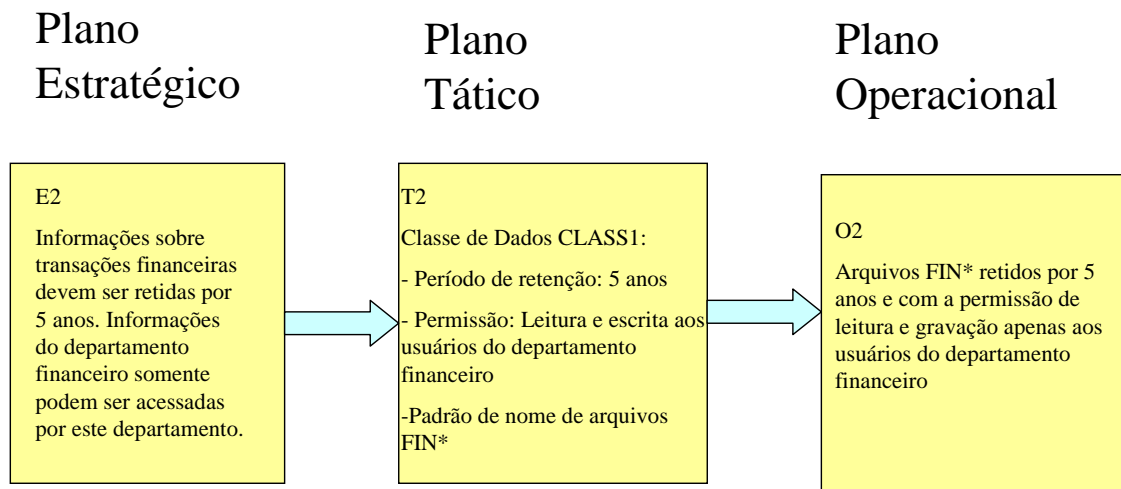 Plano
Estratégico
Plano
Tático
Plano
Operacional
E2
Informações sobre
transações financeiras
devem ser retidas por
5 anos. Informações
do departamento
financeiro somente
podem ser acessadas
por este departamento.
T2
Classe de Dados CLASS1:
- Período de retenção: 5 anos
- Permissão: Leitura e escrita aos
usuários do departamento
financeiro
-Padrão de nome de arquivos
FIN*
O2
Arquivos FIN* retidos por 5
anos e com a permissão de
leitura e gravação apenas aos
usuários do departamento
financeiro